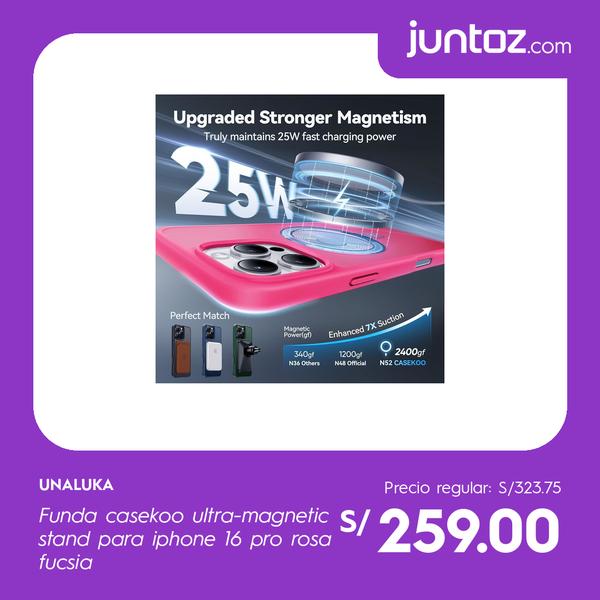 juntoz.com
Upgraded Stronger Magnetism
Truly maintains 25W fast charging power
25W
Perfect Match
Magnetic
Power(gf)
Enhanced 7X Suction
340gf
1200gf
2400gf
N36 Others
N48 Official
N52 CASEKOO
UNALUKA
Precio regular: S/323.75
Funda casekoo ultra-magnetic
stand para iphone 16 pro rosa
fucsia
S/ 259.00